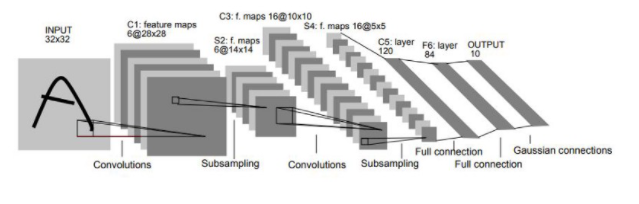 INPUT
32x32
C1: feature maps
6@28x28
S2: f. maps
6@14x14
C3: f. maps 16@10x10
S4: f. maps 16@5x5
C5: layer
120
F6: layer
84
OUTPUT
10
Convolutions
Subsampling
Convolutions
Subsampling
Full connection
Full connection
Gaussian connections